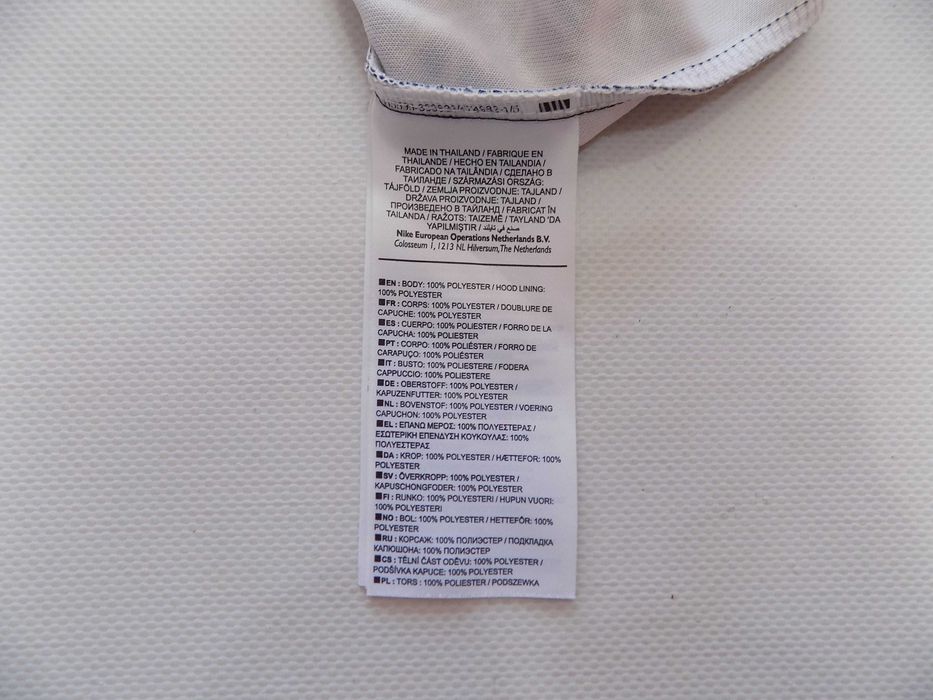 MADE IN THAILAND / FABRIQUE EN
THAILANDE / HECHO EN TAILANDIA /
FABRICADO NA TAILÂNDIA / СДЕЛАНО В
ТАИЛАНДЕ / SZÁRMAZÁSI ORSZÁG:
TÁJFÖLD / ZEMLJA PROIZVODNJE: TAJLAND /
DRŽAVA PROIZVODNJE: TAJLAND /
ПРОИЗВЕДЕНО В ТАЙЛАНД / FABRICAT ÎN
TAILANDA / RAŽOTS: TAIZEMĒ / TAYLAND 'DA
YAPILMIŞTIR / صنع في تايلند
Nike European Operations Netherlands B.V.
Colosseum 1, 1213 NL Hilversum, The Netherlands
EN : BODY: 100% POLYESTER / HOOD LINING:
100% POLYESTER
FR : CORPS: 100% POLYESTER / DOUBLURE DE
CAPUCHE: 100% POLYESTER
ES : CUERPO: 100% POLIESTER / FORRO DE LA
CAPUCHA: 100% POLIESTER
PT : CORPO: 100% POLIÉSTER / FORRO DE
CARAPUÇO: 100% POLIÉSTER
IT : BUSTO: 100% POLIESTERE / FODERA
CAPPUCCIO: 100% POLIESTERE
DE : OBERSTOFF: 100% POLYESTER /
KAPUZENFUTTER: 100% POLYESTER
NL : BOVENSTOF: 100% POLYESTER / VOERING
CAPUCHON: 100% POLYESTER
EL : ΕΠΑΝΩ ΜΕΡΟΣ: 100% ΠΟΛΥΕΣΤΕΡΑΣ /
ΕΣΩΤΕΡΙΚΗ ΕΠΕΝΔΥΣΗ ΚΟΥΚΟΥΛΑΣ: 100%
ΠΟΛΥΕΣΤΕΡΑΣ
DA : KROP: 100% POLYESTER / HÆTTEFOR: 100%
POLYESTER
SV : ÖVERKROPP: 100% POLYESTER /
KAPUSCHONGFODER: 100% POLYESTER
FI : RUNKO: 100% POLYESTERI / HUPUN VUORI:
100% POLYESTERI
NO : BOL: 100% POLYESTER / HETTEFÔR: 100%
POLYESTER
RU : КОРСАЖ: 100% ПОЛИЭСТЕР / ПОДКЛАДКА
КАПЮШОНА: 100% ПОЛИЭСТЕР
CS : TĚLNÍ ČÁST ODĚVU: 100% POLYESTER /
PODŠÍVKA KAPUCE: 100% POLYESTER
PL : TORS : 100% POLIESTER / PODSZEWKA